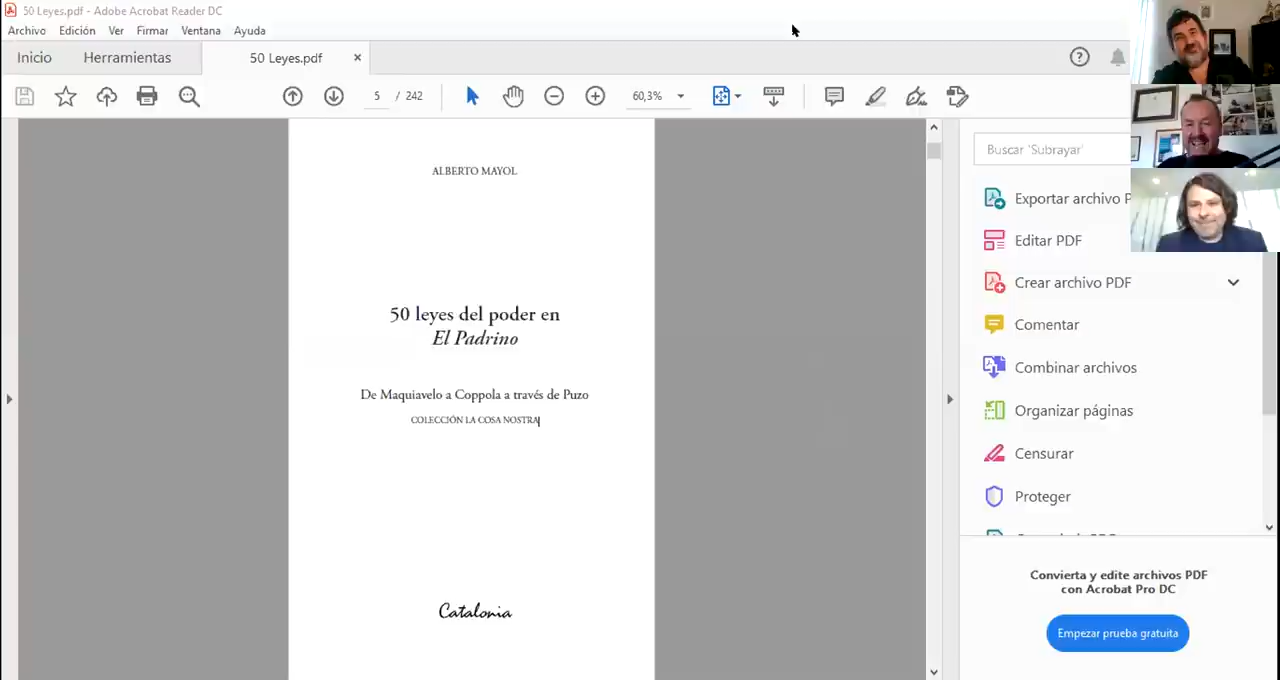 50 Leyes.pdf - Adobe Acrobat Reader DC
Archivo Edición Ver Firmar Ventana Ayuda
Inicio Herramientas 50 Leyes.pdf ×
5 / 242 60,3%
ALBERTO MAYOL
50 leyes del poder en
El Padrino
De Maquiavelo a Coppola a través de Puzo
COLECCIÓN LA COSA NOSTRA
Catalonia
Buscar 'Subrayar'
Exportar archivo P
Editar PDF
Crear archivo PDF
Comentar
Combinar archivos
Organizar páginas
Censurar
Proteger
Convierta y edite archivos PDF
con Acrobat Pro DC
Empezar prueba gratuita